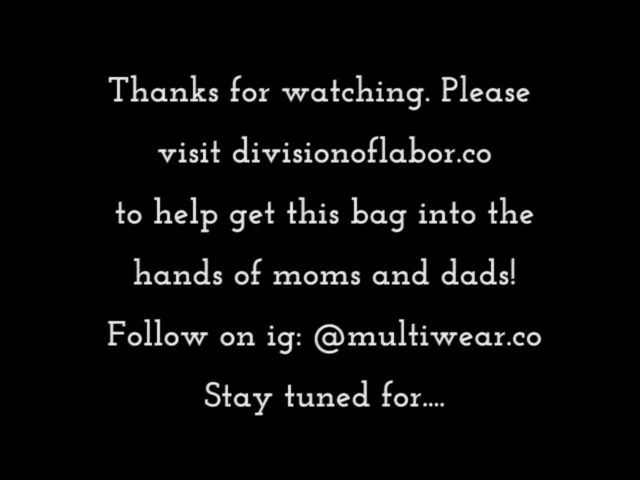 Thanks for watching. Please
visit divisionoflabor.co
to help get this bag into the
hands of moms and dads!
Follow on ig: @multiwear.co
Stay tuned for....